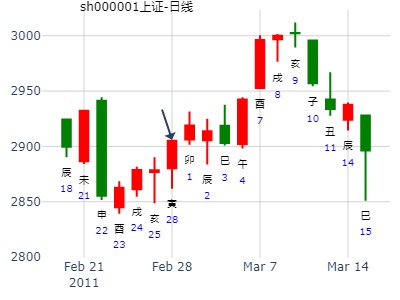 sh000001上证-日线
3000
2950
2900
2850
2800
辰
18
未
21
申
22
酉
23
戌
24
亥
25
寅
28
卯
1
辰
2
巳
3
午
4
酉
7
戌
8
亥
9
子
10
丑
11
辰
14
巳
15
Feb 21
2011
Feb 28
Mar 7
Mar 14